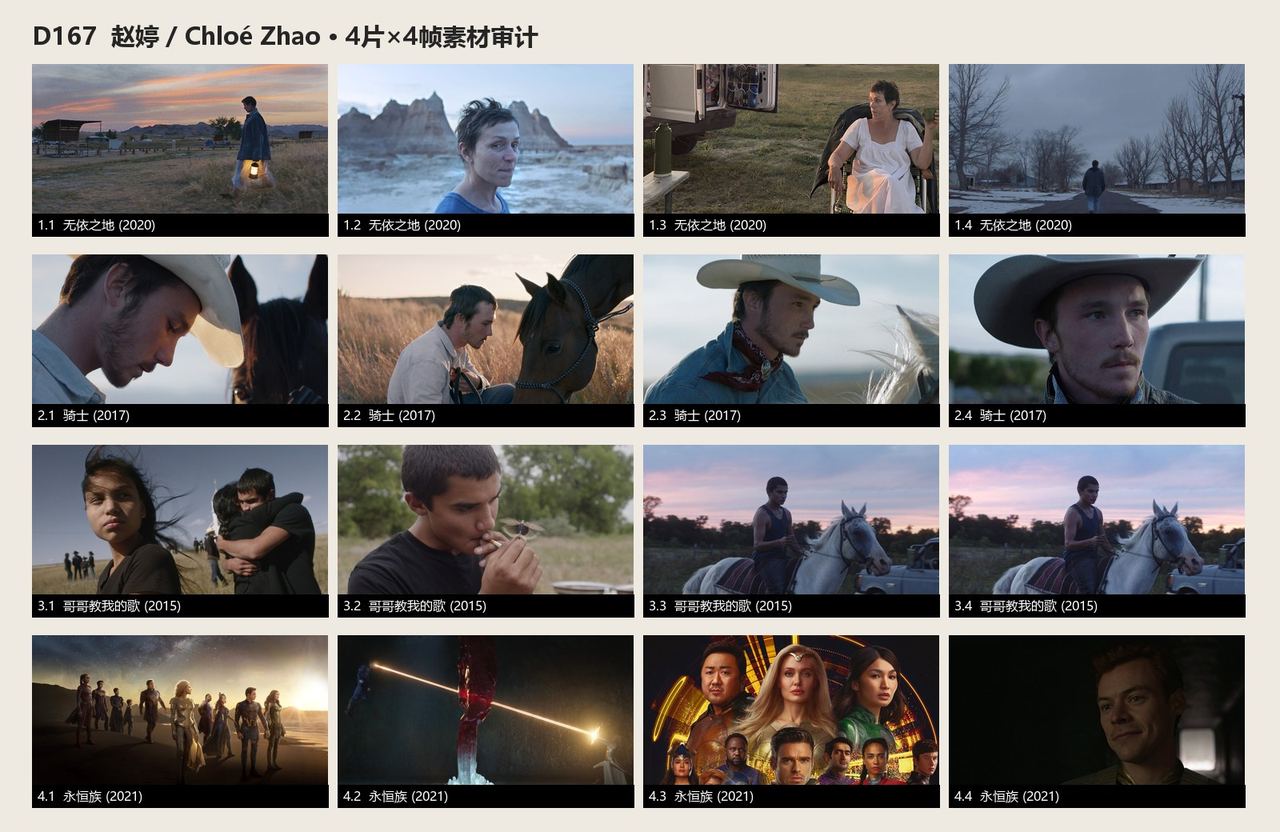 D167 赵婷 / Chloé Zhao • 4片×4帧素材审计
1.1 无依之地 (2020)
1.2 无依之地 (2020)
1.3 无依之地 (2020)
1.4 无依之地 (2020)
2.1 骑士 (2017)
2.2 骑士 (2017)
2.3 骑士 (2017)
2.4 骑士 (2017)
3.1 哥哥教我的歌 (2015)
3.2 哥哥教我的歌 (2015)
3.3 哥哥教我的歌 (2015)
3.4 哥哥教我的歌 (2015)
4.1 永恒族 (2021)
4.2 永恒族 (2021)
4.3 永恒族 (2021)
4.4 永恒族 (2021)